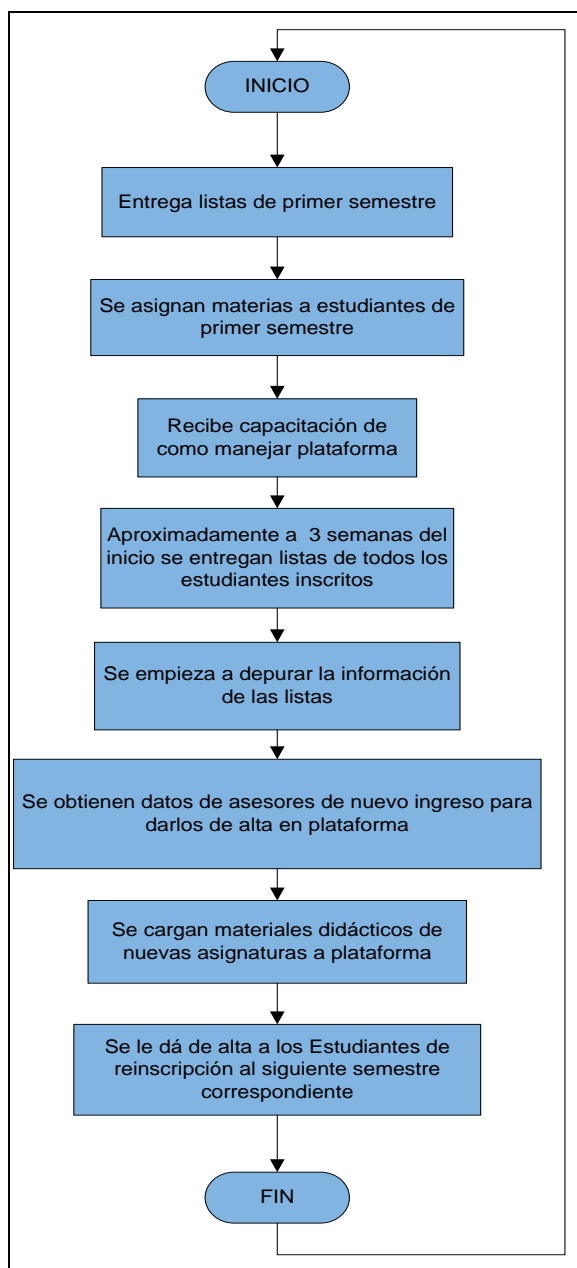 INICIO
Entrega listas de primer semestre
Se asignan materias a estudiantes de
primer semestre
Recibe capacitación de
como manejar plataforma
Aproximadamente a 3 semanas del
inicio se entregan listas de todos los
estudiantes inscritos
Se empieza a depurar la información
de las listas
Se obtienen datos de asesores de nuevo ingreso para
darlos de alta en plataforma
Se cargan materiales didácticos de
nuevas asignaturas a plataforma
Se le dá de alta a los Estudiantes de
reinscripción al siguiente semestre
correspondiente
FIN